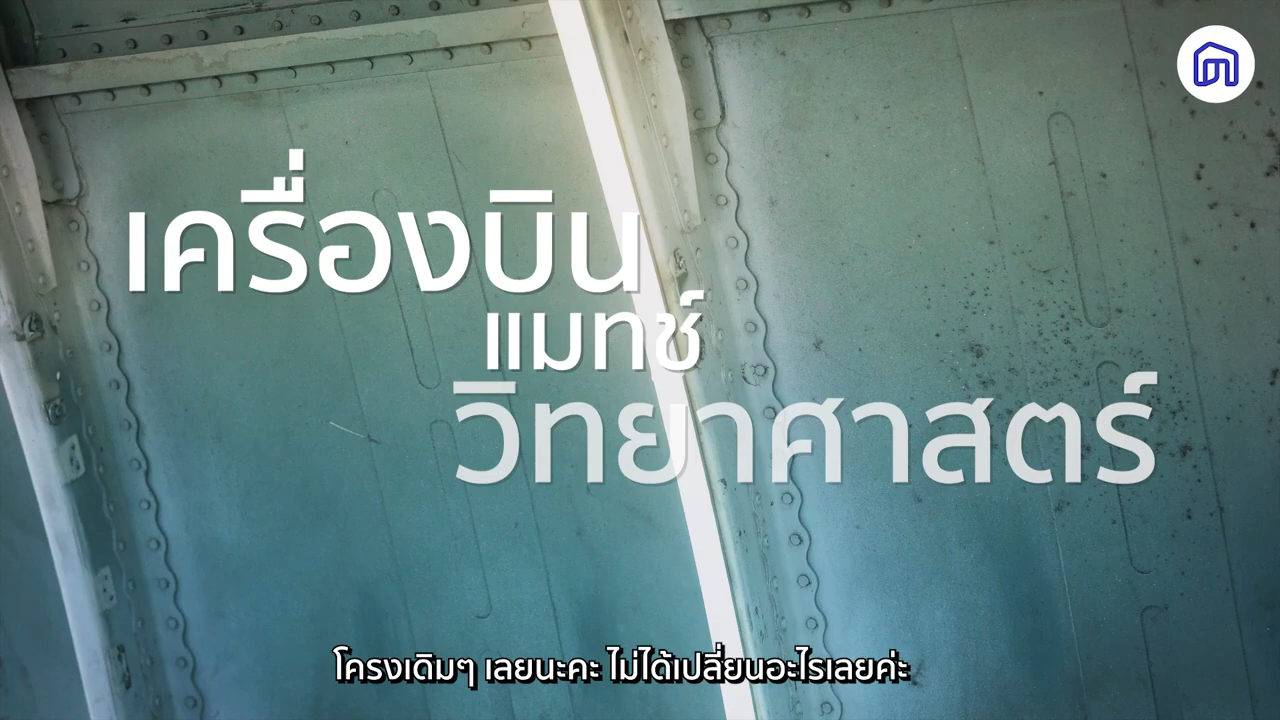 เครื่องบิน
แมทช์
วิทยาศาสตร์
โครงเดิมๆ เลยนะคะ ไม่ได้เปลี่ยนอะไรเลยค่ะ